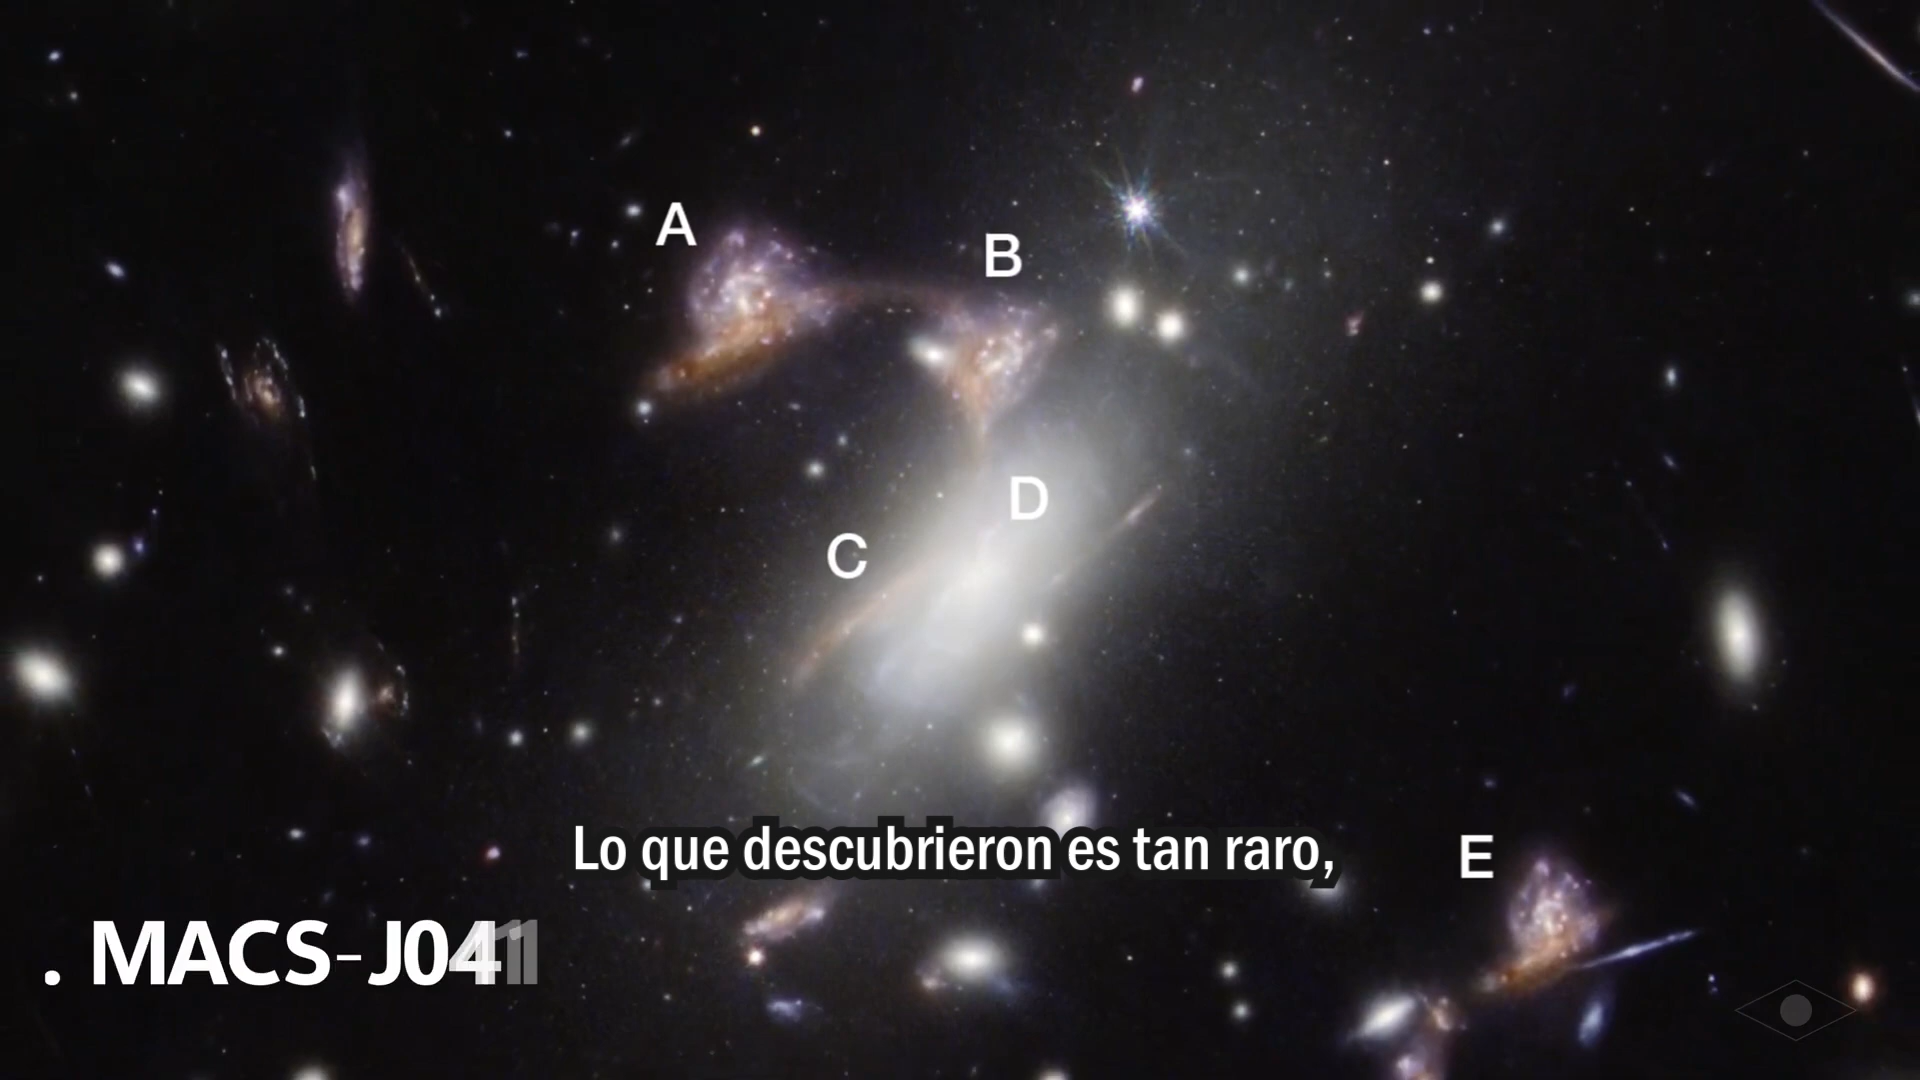 A
B
D
C
Lo que descubrieron es tan raro,
E
. MACS-J0411